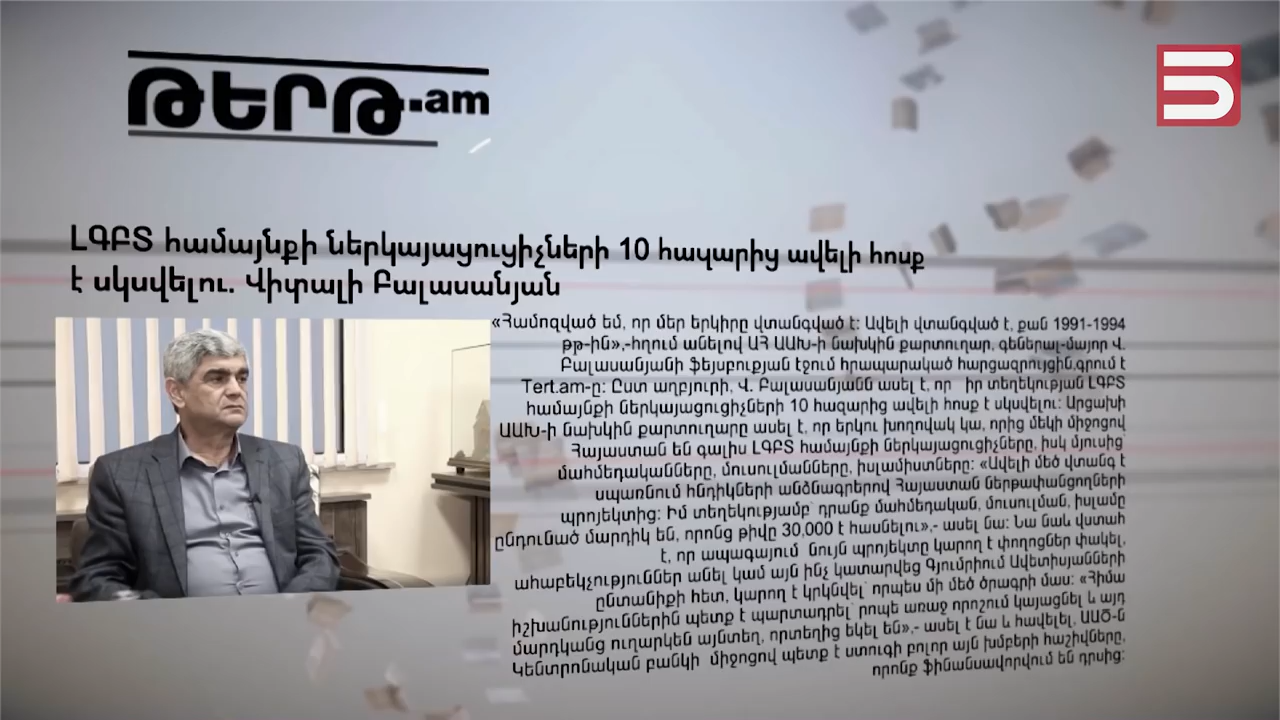 ԹԵՐԹ.am
5
ԼԳԲՏ համայնքի ներկայացուցիչների 10 հազարից ավելի հոսք
է սկսվելու. Վիտալի Բալասանյան
«Համոզված եմ, որ մեր երկիրը վտանգված է: Ավելի վտանգված է, քան 1991-1994
թթ-ին»,-հղում անելով ԱՀ ԱԱԽ-ի նախկին քարտուղար, գեներալ-մայոր Վ.
Բալասանյանի ֆեյսբուքյան էջում հրապարակած հարցազրույցին,գրում է
Tert.am-ը: Ըստ աղբյուրի, Վ. Բալասանյանն ասել է, որ իր տեղեկության ԼԳԲՏ
համայնքի ներկայացուցիչների 10 հազարից ավելի հոսք է սկսվելու: Արցախի
ԱԱԽ-ի նախկին քարտուղարը ասել է, որ երկու խողովակ կա, որից մեկի միջոցով
Հայաստան են գալիս ԼԳԲՏ համայնքի ներկայացուցիչները, իսկ մյուսից՝
մահմեդականները, մուսուլմանները, իսլամիստները: «Ավելի մեծ վտանգ է
սպառնում հնդիկների անձնագրերով Հայաստան ներթափանցողների
պրոյեկտից: Իմ տեղեկությամբ՝ դրանք մահմեդական, մուսուլման, իսլամը
ընդունած մարդիկ են, որոնց թիվը 30,000 է հասնելու»,- ասել նա: Նա նաև վստահ
է, որ ապագայում նույն պրոյեկտը կարող է փողոցներ փակել,
ահաբեկչություններ անել կամ այն ինչ կատարվեց Գյումրիում Ավետիսյանների
ընտանիքի հետ, կարող է կրկնվել՝ որպես մի մեծ ծրագրի մաս: «Հիմա
իշխանություններին պետք է պարտադրել՝ րոպե առաջ որոշում կայացնել և այդ
մարդկանց ուղարկեն այնտեղ, որտեղից եկել են»,- ասել է նա և հավելել, ԱԱԾ-ն
Կենտրոնական բանկի միջոցով պետք է ստուգի բոլոր այն խմբերի հաշիվները,
որոնք ֆինանսավորվում են դրսից: